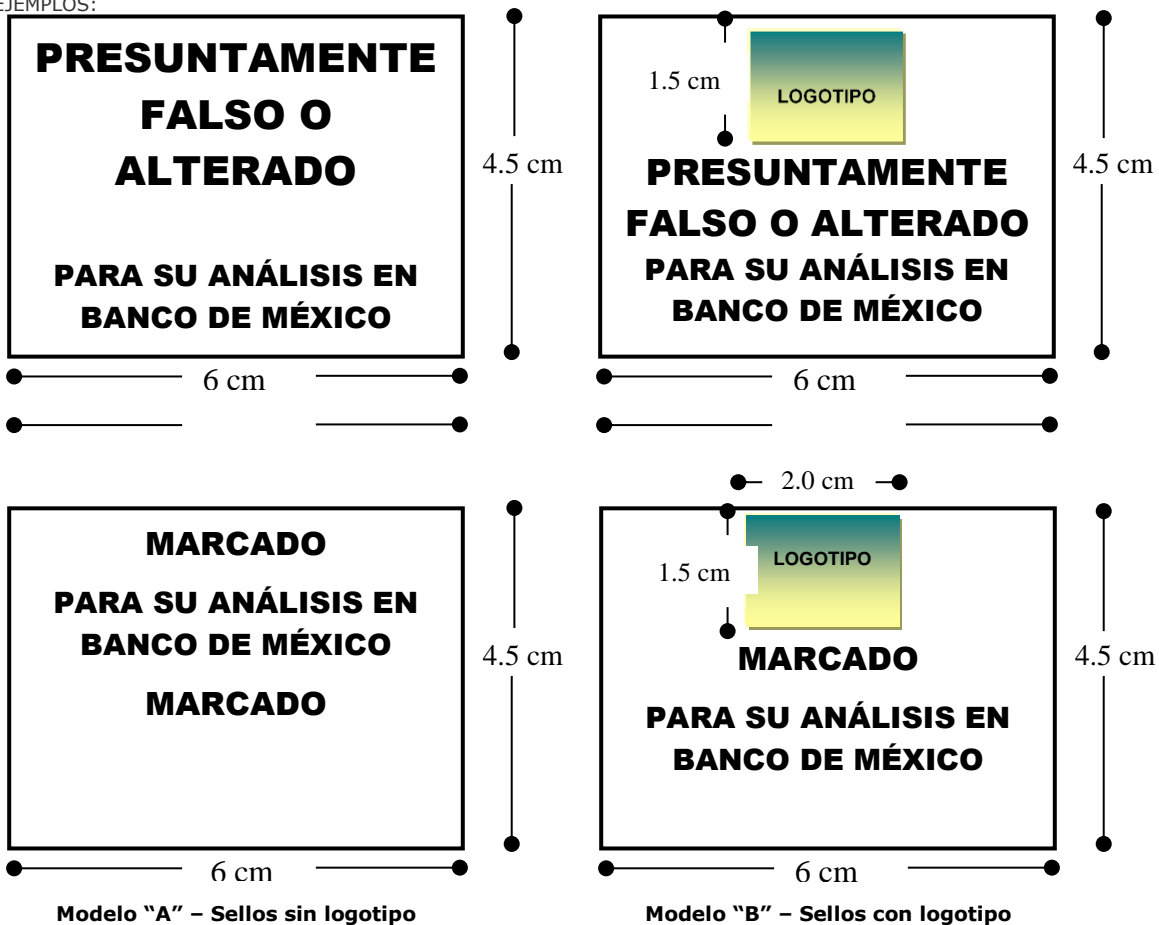 EJEMPLOS:
PRESUNTAMENTE
FALSO O
ALTERADO
PARA SU ANÁLISIS EN
BANCO DE MÉXICO
4.5 cm
6 cm
1.5 cm
LOGOTIPO
PRESUNTAMENTE
FALSO O ALTERADO
PARA SU ANÁLISIS EN
BANCO DE MÉXICO
4.5 cm
6 cm
MARCADO
PARA SU ANÁLISIS EN
BANCO DE MÉXICO
MARCADO
4.5 cm
6 cm
2.0 cm
1.5 cm
LOGOTIPO
MARCADO
PARA SU ANÁLISIS EN
BANCO DE MÉXICO
4.5 cm
6 cm
Modelo “A” – Sellos sin logotipo
Modelo “B” – Sellos con logotipo